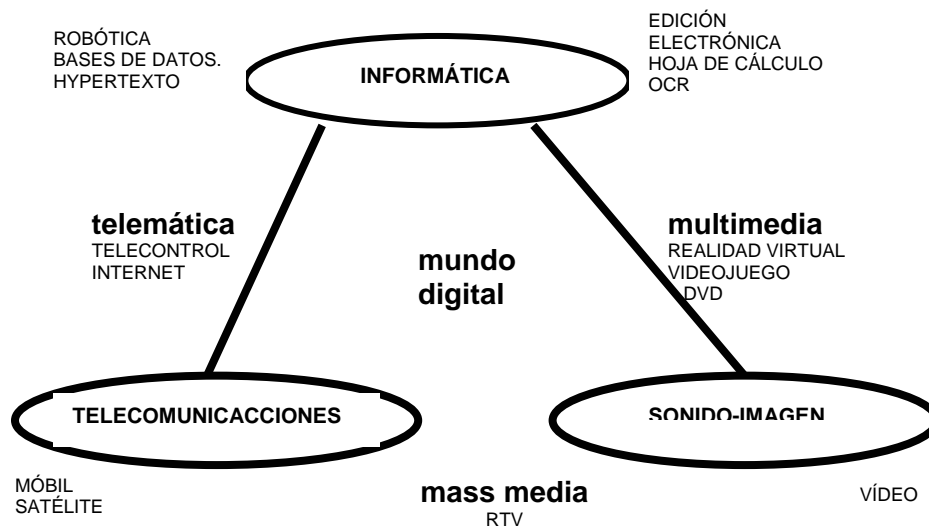 ROBÓTICA
BASES DE DATOS.
HYPERTEXTO
INFORMÁTICA
EDICIÓN
ELECTRÓNICA
HOJA DE CÁLCULO
OCR
telemática
TELECONTROL
INTERNET
mundo
digital
multimedia
REALIDAD VIRTUAL
VIDEOJUEGO
DVD
TELECOMUNICACCIONES
SONIDO-IMAGEN
MÓBIL
SATÉLITE
mass media
RTV
VÍDEO